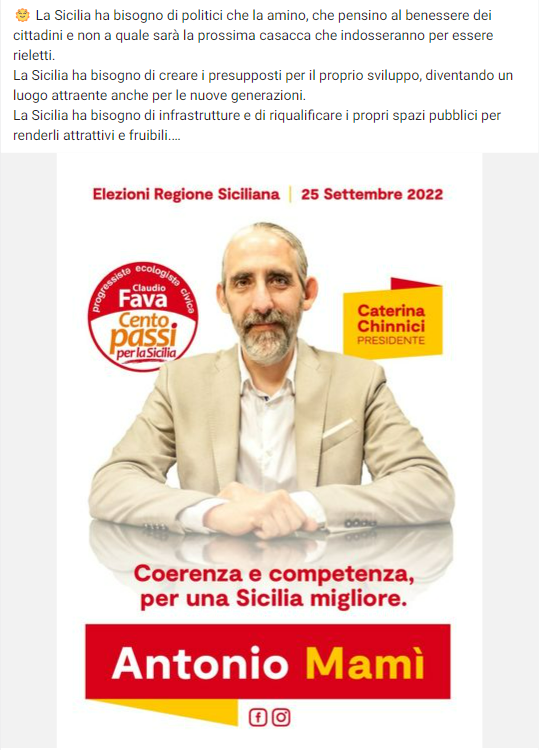 🤗 La Sicilia ha bisogno di politici che la amino, che pensino al benessere dei
cittadini e non a quale sarà la prossima casacca che indosseranno per essere
rieletti.
La Sicilia ha bisogno di creare i presupposti per il proprio sviluppo, diventando un
luogo attraente anche per le nuove generazioni.
La Sicilia ha bisogno di infrastrutture e di riqualificare i propri spazi pubblici per
renderli attrattivi e fruibili.…
Elezioni Regione Siciliana | 25 Settembre 2022
progressista ecologista civica
Claudio
Fava
Cento
passi
per la Sicilia
Caterina
Chinnici
PRESIDENTE
Coerenza e competenza,
per una Sicilia migliore.
Antonio Mamì